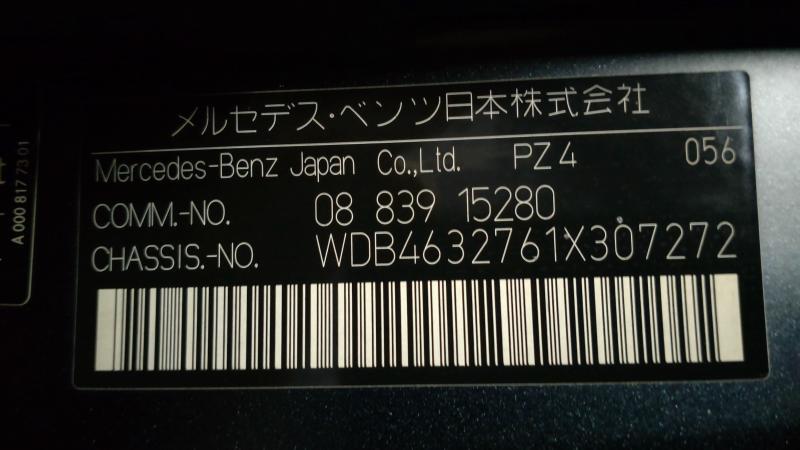 メルセデス・ベンツ日本株式会社
Mercedes-Benz Japan Co.,Ltd. PZ4 056
COMM.-NO. 08 839 15280
CHASSIS.-NO. WDB4632761X307272
A 000 817 73 01